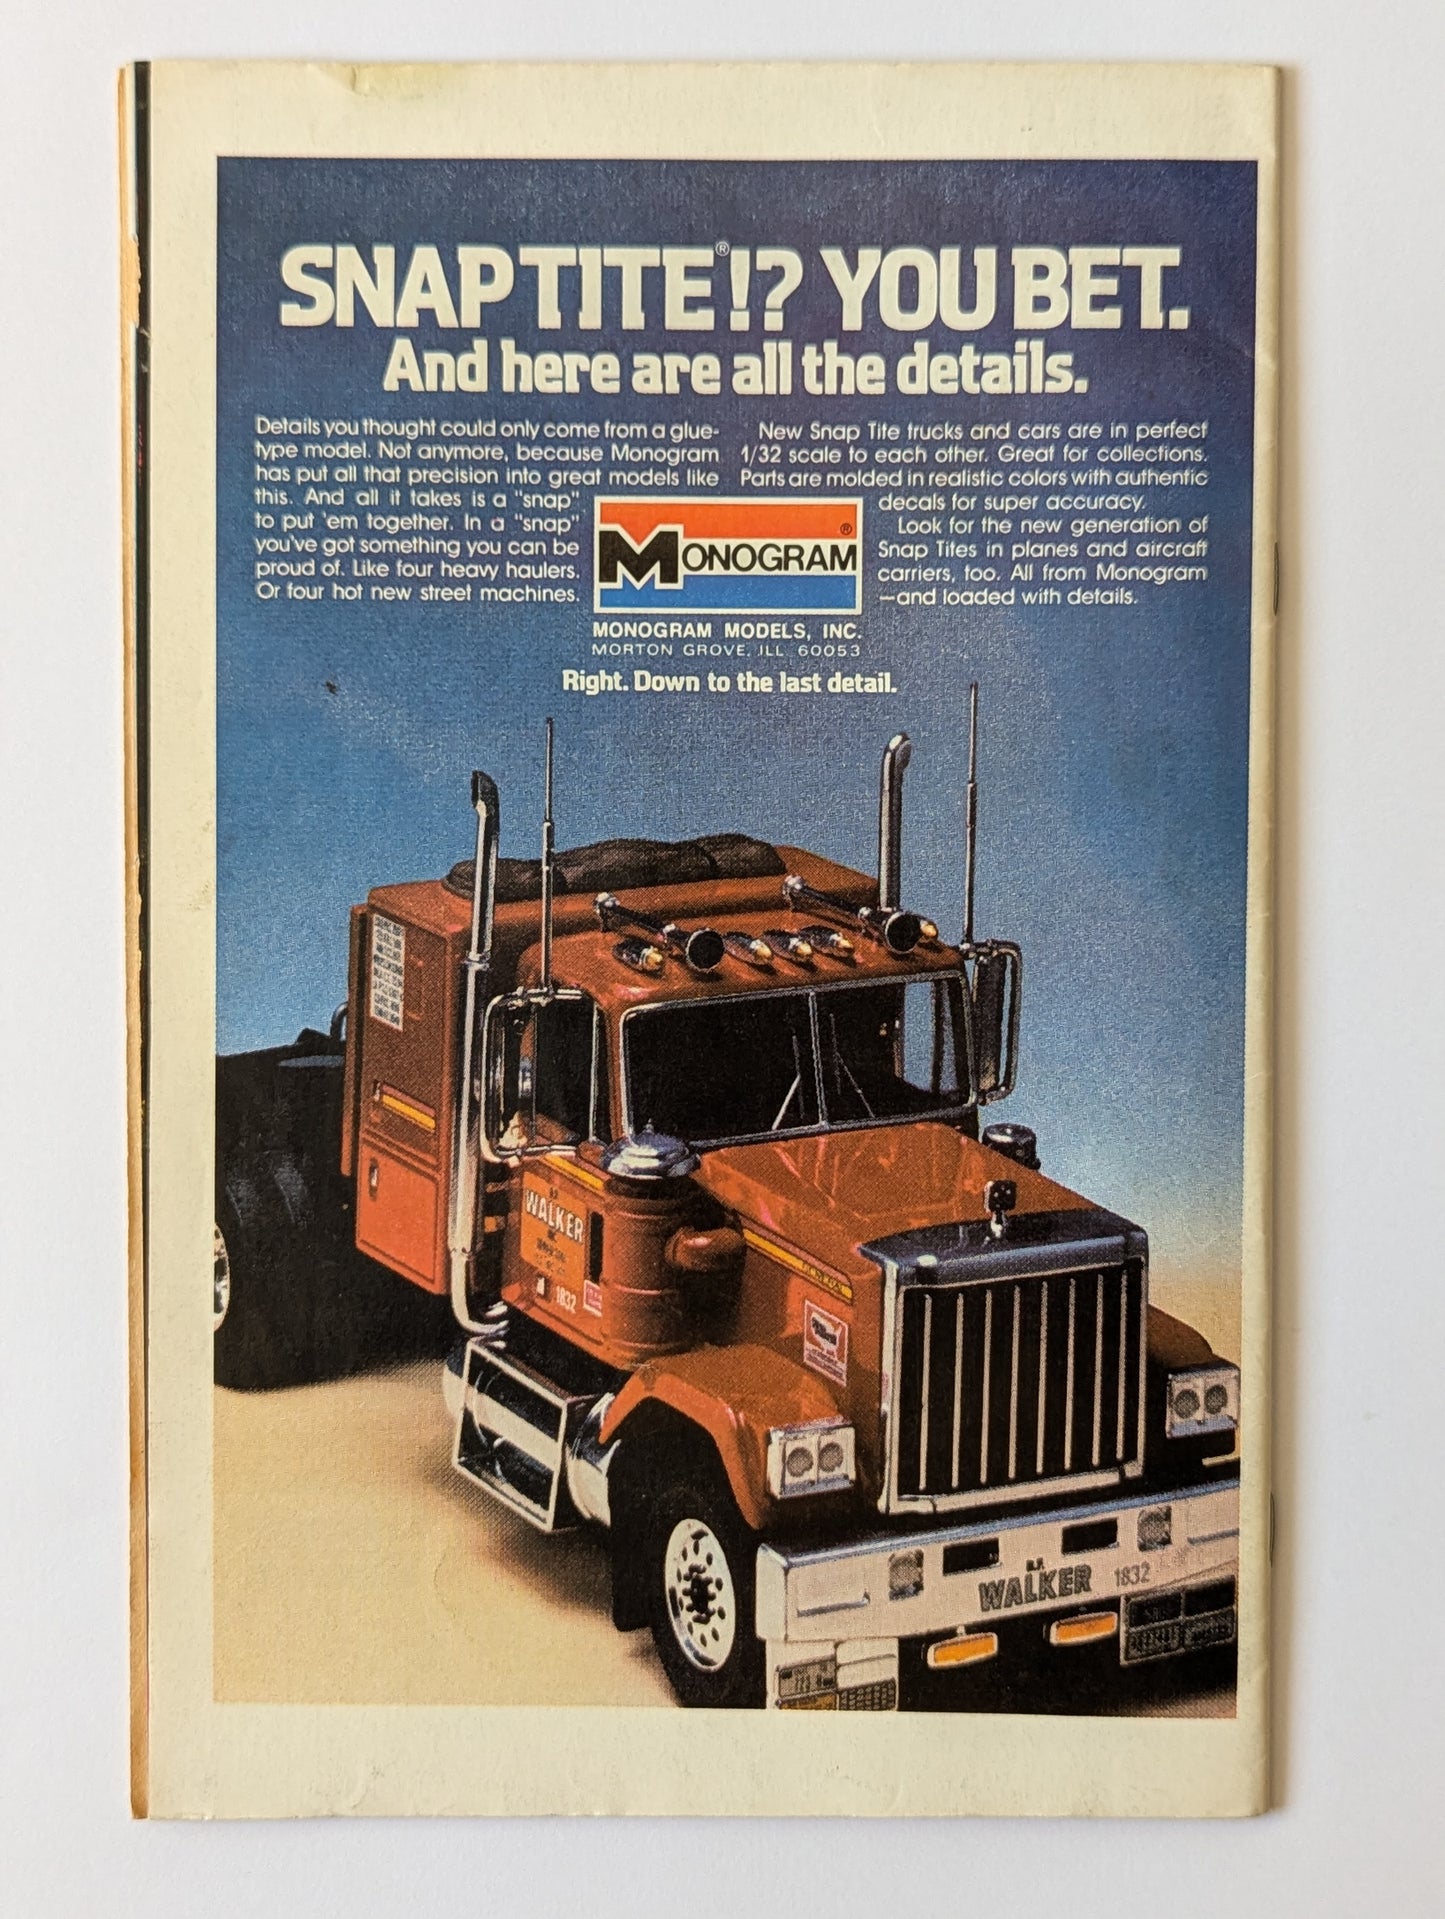 SNAP TITE®!? YOU BET.
And here are all the details.
Details you thought could only come from a glue-
type model. Not anymore, because Monogram
has put all that precision into great models like
this. And all it takes is a "snap"
to put 'em together. In a "snap"
you've got something you can be
proud of. Like four heavy haulers.
Or four hot new street machines.
New Snap Tite trucks and cars are in perfect
1/32 scale to each other. Great for collections.
Parts are molded in realistic colors with authentic
decals for super accuracy.
Look for the new generation of
Snap Tites in planes and aircraft
carriers, too. All from Monogram
—and loaded with details.
MONOGRAM ®
MONOGRAM MODELS, INC.
MORTON GROVE, ILL 60053
Right. Down to the last detail.
WALKER
1832
WALKER 1832